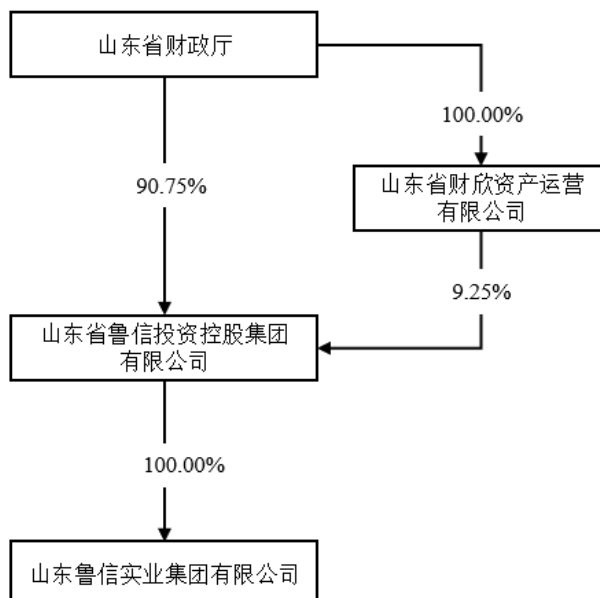 山东省财政厅
100.00%
90.75%
山东省财欣资产运营
有限公司
9.25%
山东省鲁信投资控股集团
有限公司
100.00%
山东鲁信实业集团有限公司